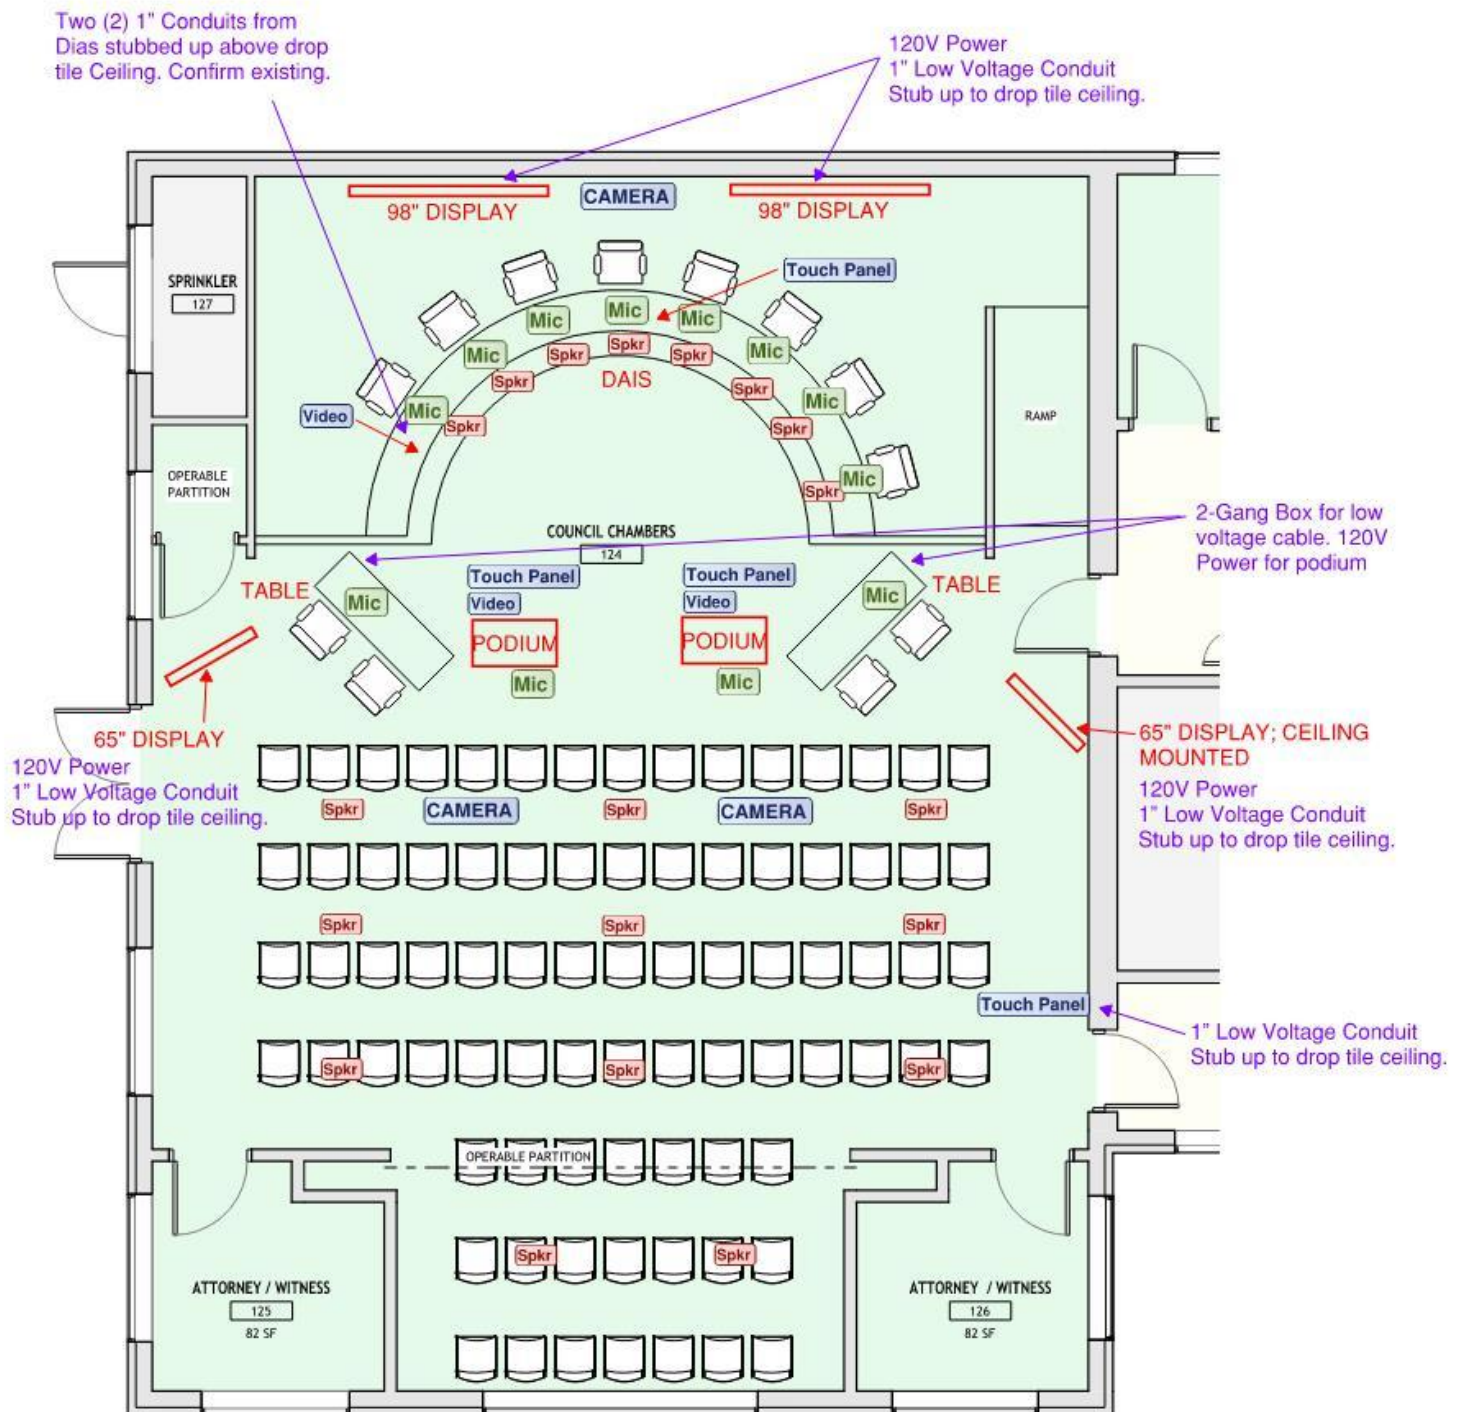 Two (2) 1" Conduits from
Dias stubbed up above drop
tile Ceiling. Confirm existing.
120V Power
1" Low Voltage Conduit
Stub up to drop tile ceiling.
CAMERA
98" DISPLAY
98" DISPLAY
SPRINKLER
127
Touch Panel
Mic
Mic
Mic
Mic
Mic
Mic
Mic
Mic
Spkr
Spkr
Spkr
Spkr
Spkr
Spkr
Spkr
Spkr
DAIS
Video
RAMP
OPERABLE
PARTITION
COUNCIL CHAMBERS
124
2-Gang Box for low
voltage cable. 120V
Power for podium
TABLE
Mic
Touch Panel
Video
PODIUM
Mic
Touch Panel
Video
PODIUM
Mic
Mic
TABLE
65" DISPLAY
120V Power
1" Low Voltage Conduit
Stub up to drop tile ceiling.
65" DISPLAY; CEILING
MOUNTED
120V Power
1" Low Voltage Conduit
Stub up to drop tile ceiling.
Spkr
CAMERA
Spkr
CAMERA
Spkr
Spkr
Spkr
Spkr
Touch Panel
1" Low Voltage Conduit
Stub up to drop tile ceiling.
Spkr
Spkr
Spkr
OPERABLE PARTITION
Spkr
Spkr
ATTORNEY / WITNESS
125
82 SF
ATTORNEY / WITNESS
126
82 SF